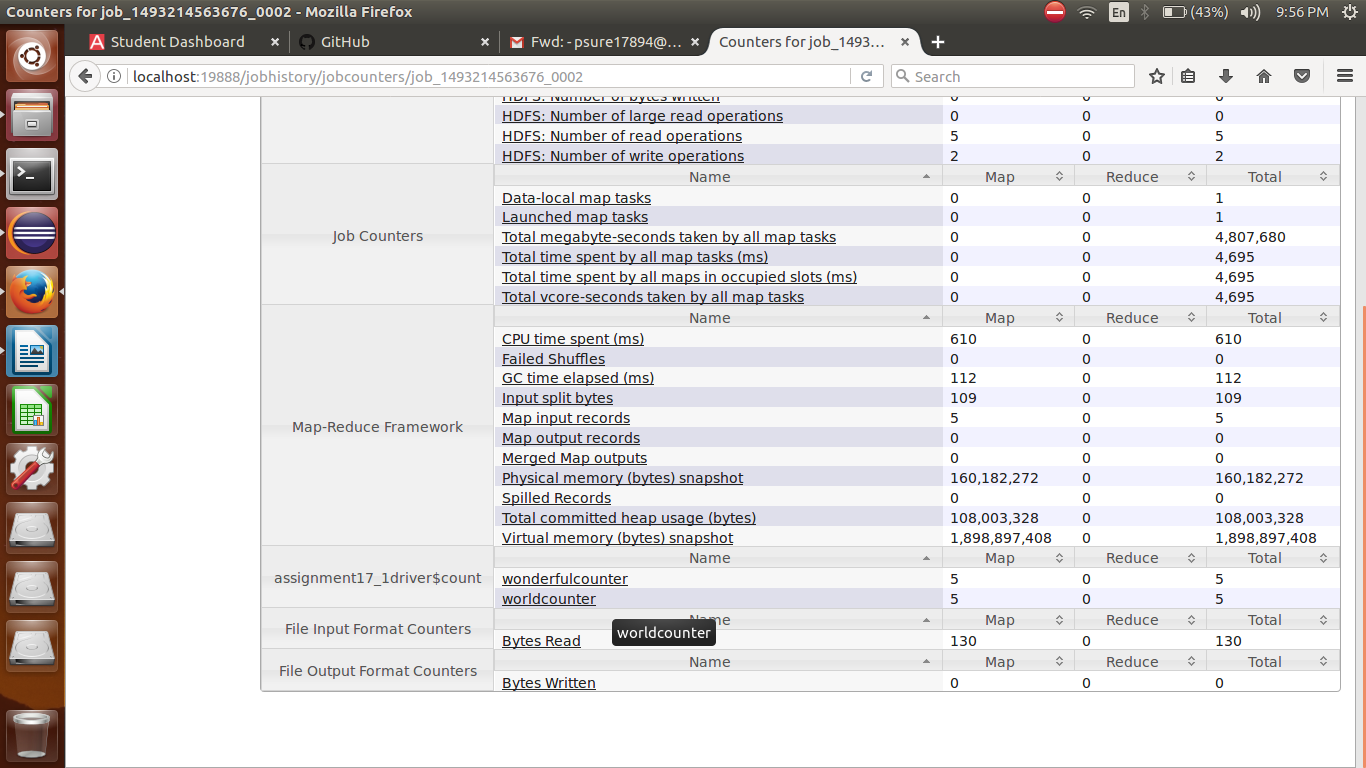 Counters for job_1493214563676_0002 - Mozilla Firefox
En (43%) 9:56 PM
Student Dashboard × GitHub × Fwd: - psure17894@... × Counters for job_1493... ×
localhost:19888/jobhistory/jobcounters/job_1493214563676_0002 Search
HDFS: Number of bytes written 0 0 0
HDFS: Number of large read operations 0 0 0
HDFS: Number of read operations 5 0 5
HDFS: Number of write operations 2 0 2
Job Counters
Name Map Reduce Total
Data-local map tasks 0 0 1
Launched map tasks 0 0 1
Total megabyte-seconds taken by all map tasks 0 0 4,807,680
Total time spent by all map tasks (ms) 0 0 4,695
Total time spent by all maps in occupied slots (ms) 0 0 4,695
Total vcore-seconds taken by all map tasks 0 0 4,695
Map-Reduce Framework
Name Map Reduce Total
CPU time spent (ms) 610 0 610
Failed Shuffles 0 0 0
GC time elapsed (ms) 112 0 112
Input split bytes 109 0 109
Map input records 5 0 5
Map output records 0 0 0
Merged Map outputs 0 0 0
Physical memory (bytes) snapshot 160,182,272 0 160,182,272
Spilled Records 0 0 0
Total committed heap usage (bytes) 108,003,328 0 108,003,328
Virtual memory (bytes) snapshot 1,898,897,408 0 1,898,897,408
assignment17_1driver$count
Name Map Reduce Total
wonderfulcounter 5 0 5
worldcounter 5 0 5
File Input Format Counters
Name Map Reduce Total
worldcounter
Bytes Read 130 0 130
File Output Format Counters
Name Map Reduce Total
Bytes Written 0 0 0